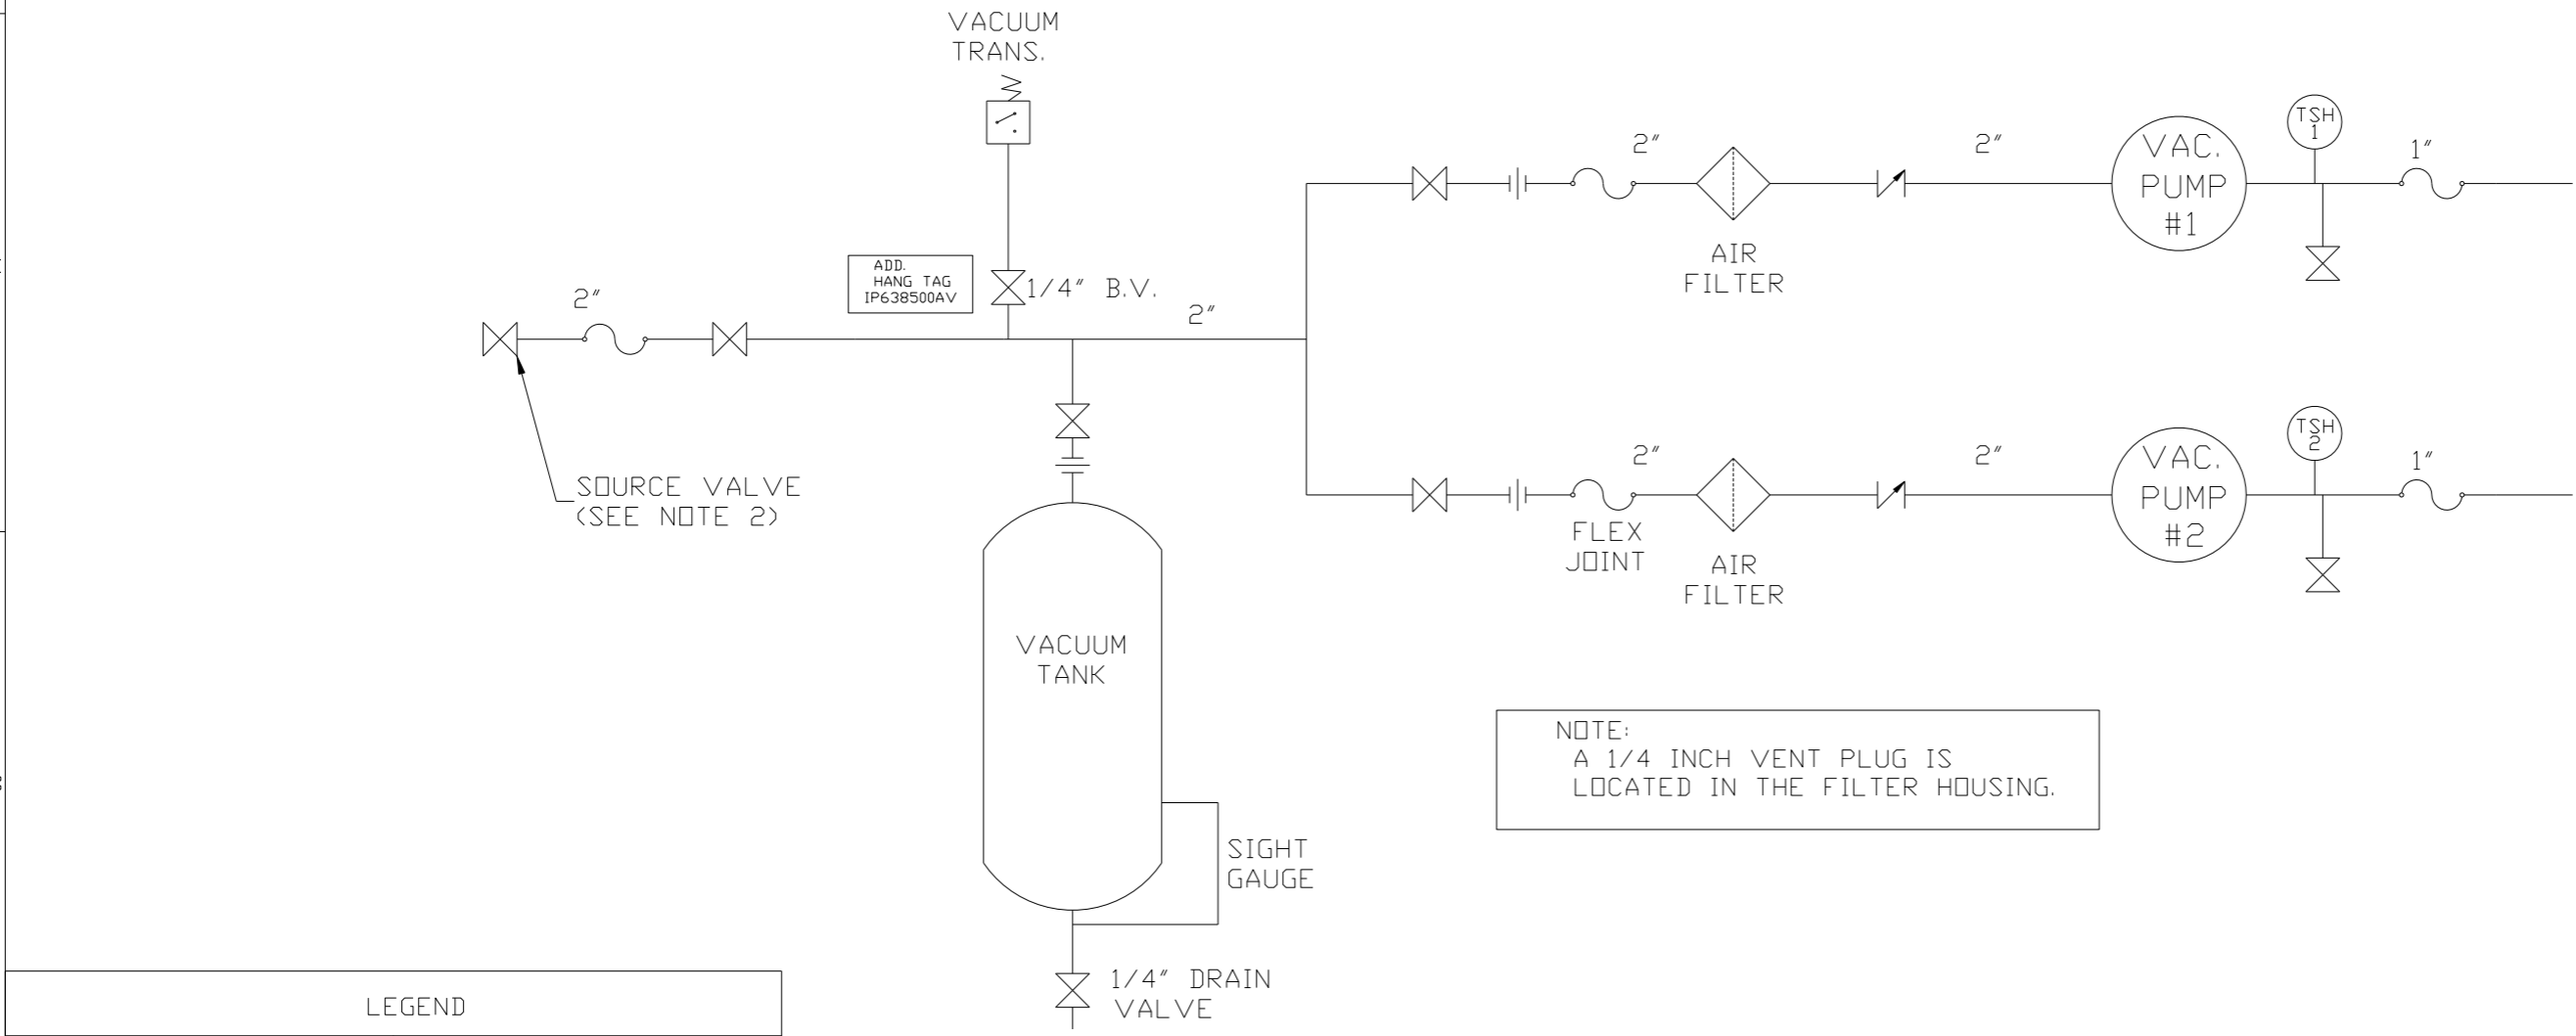 VACUUM
TRANS.
ADD.
HANG TAG
IP638500AV
1/4" B.V.
2"
2"
SOURCE VALVE
(SEE NOTE 2)
2"
2"
AIR
FILTER
VAC.
PUMP
#1
TSH
1
1"
2"
2"
FLEX
JOINT
AIR
FILTER
VAC.
PUMP
#2
TSH
2
1"
VACUUM
TANK
SIGHT
GAUGE
1/4" DRAIN
VALVE
NOTE:
A 1/4 INCH VENT PLUG IS
LOCATED IN THE FILTER HOUSING.
LEGEND